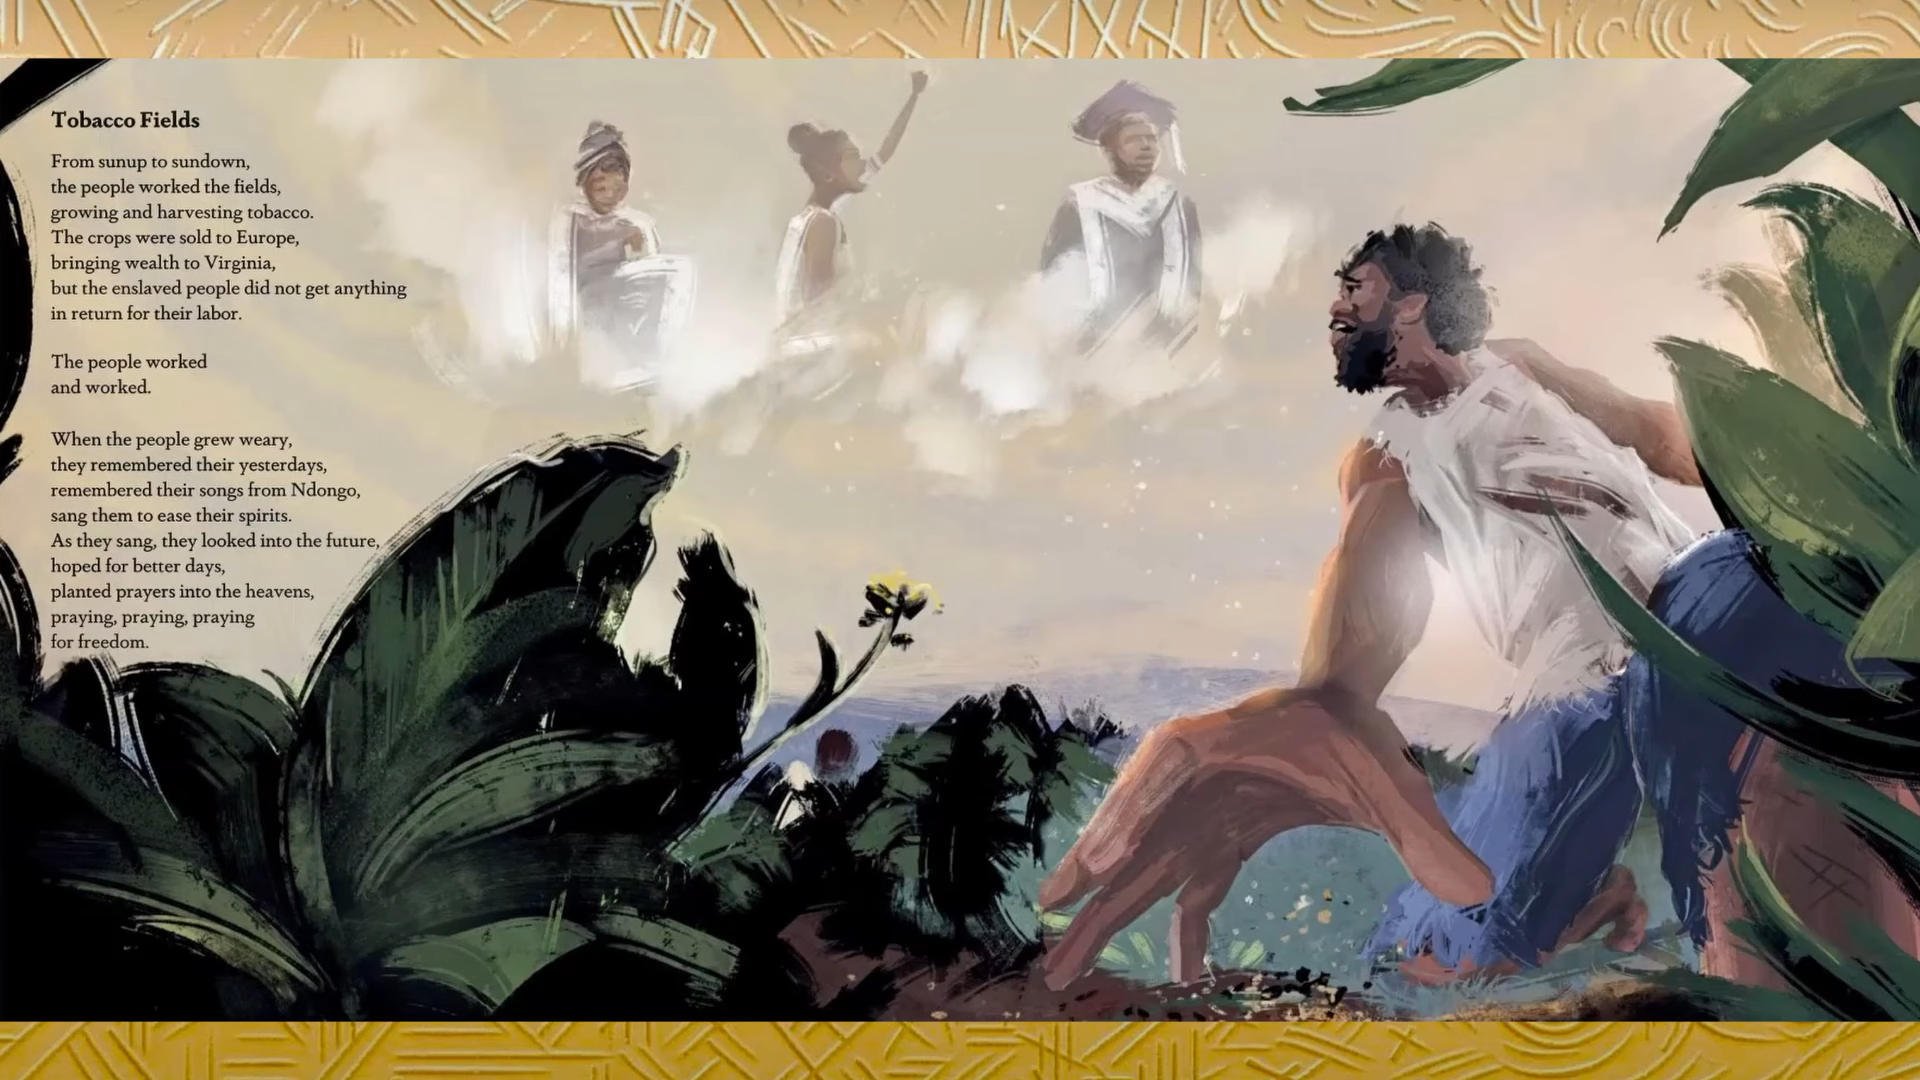 Tobacco Fields
From sunup to sundown,
the people worked the fields,
growing and harvesting tobacco.
The crops were sold to Europe,
bringing wealth to Virginia,
but the enslaved people did not get anything
in return for their labor.
The people worked
and worked.
When the people grew weary,
they remembered their yesterdays,
remembered their songs from Ndongo,
sang them to ease their spirits.
As they sang, they looked into the future,
hoped for better days,
planted prayers into the heavens,
praying, praying, praying
for freedom.